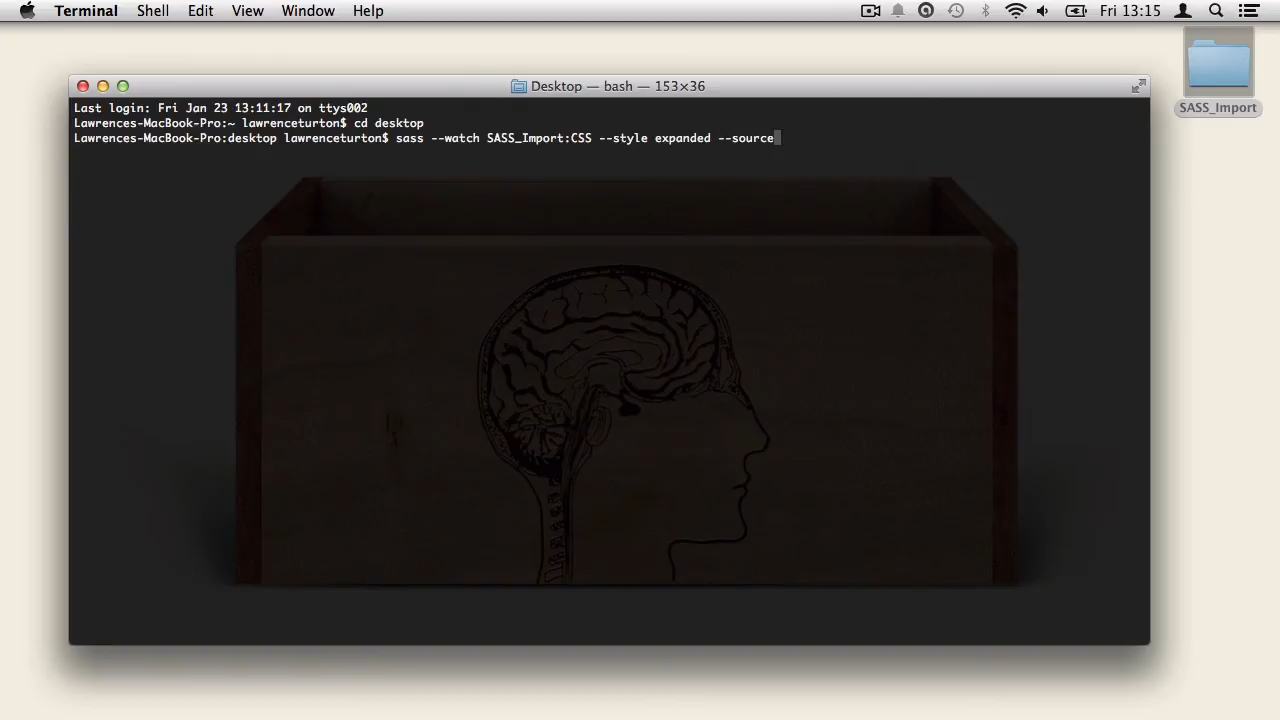 Terminal Shell Edit View Window Help Fri 13:15
SASS_Import
Desktop — bash — 153×36
Last login: Fri Jan 23 13:11:17 on ttys002
Lawrences-MacBook-Pro:~ lawrenceturton$ cd desktop
Lawrences-MacBook-Pro:desktop lawrenceturton$ sass --watch SASS_Import:CSS --style expanded --source